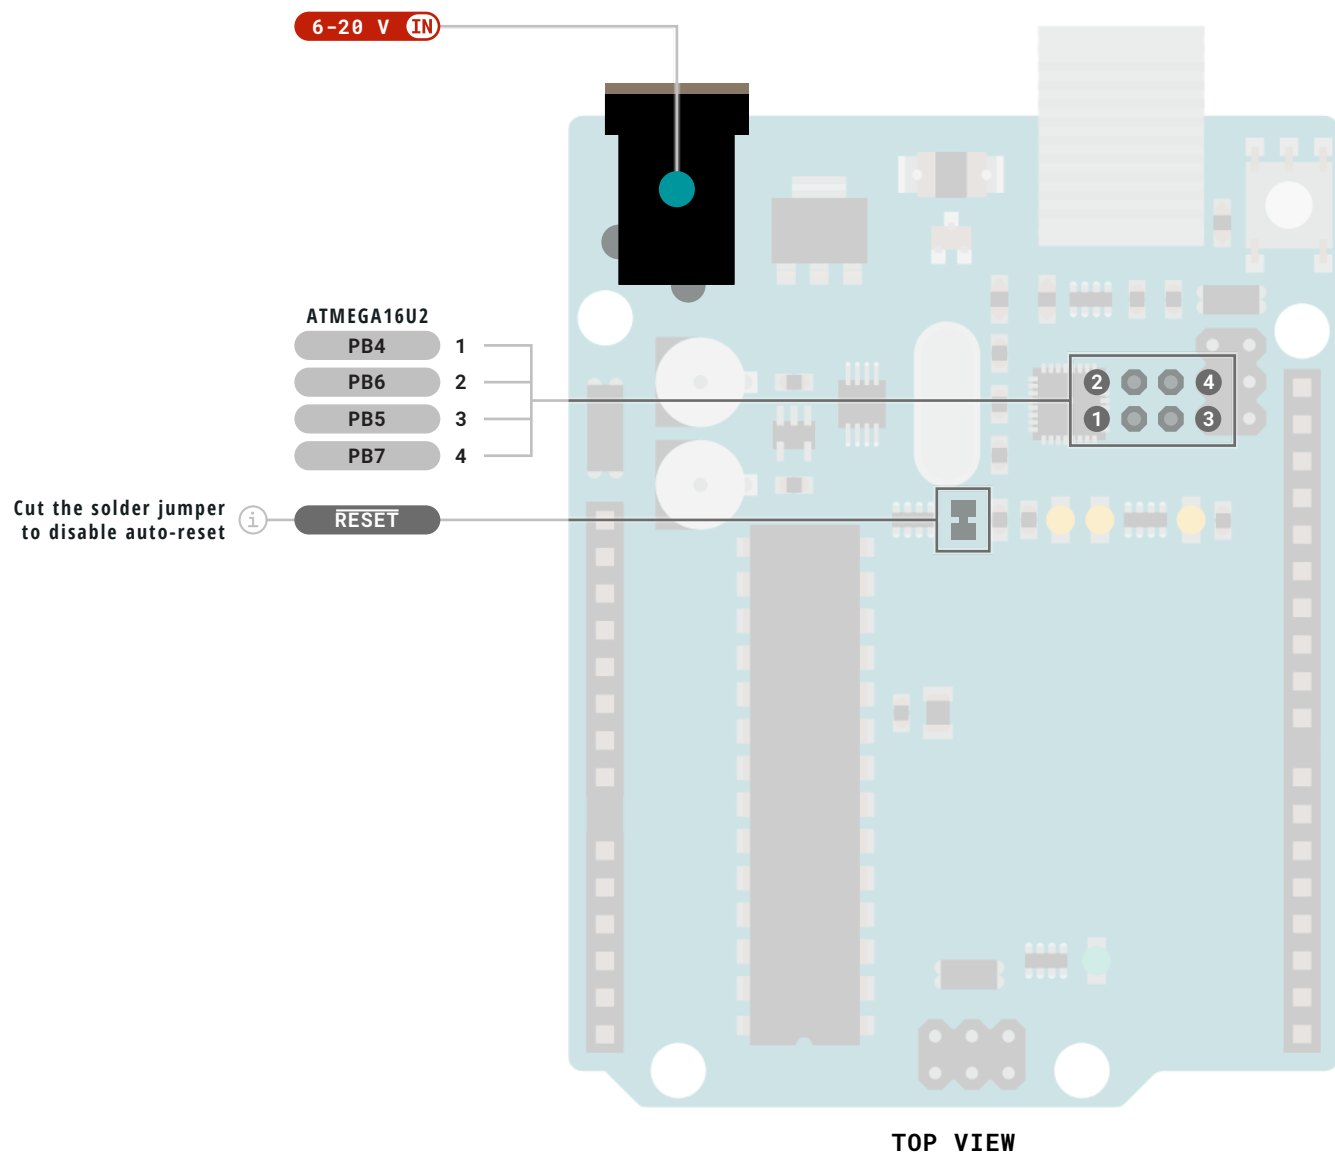 6-20 V IN
ATMEGA16U2
PB4 1
PB6 2
PB5 3
PB7 4
2 4
1 3
Cut the solder jumper
to disable auto-reset
i
RESET
TOP VIEW